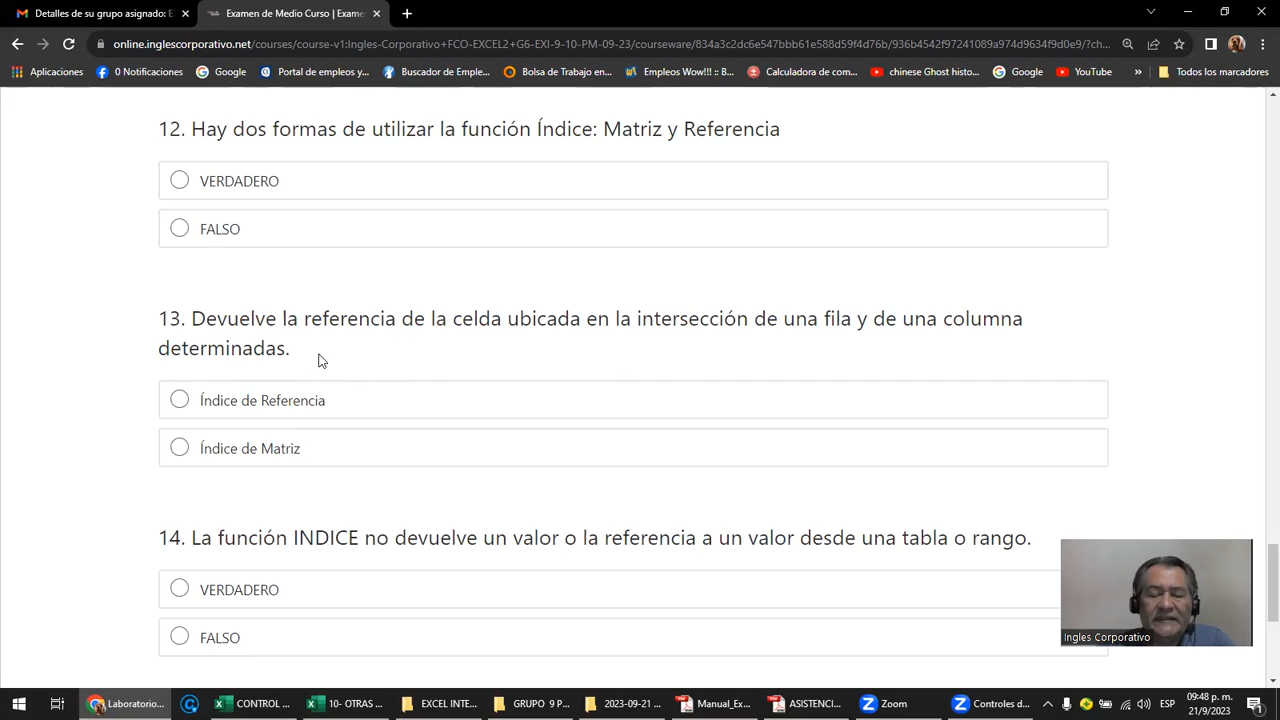 Detalles de su grupo asignado: E
Examen de Medio Curso | Exame
online.inglescorporativo.net/courses/course-v1:Ingles-Corporativo+FCO-EXCEL2+G6-EXI-9-10-PM-09-23/courseware/834a3c2dc6e547bbb61e588d59f4d76b/936b4542f97241089a974d9634f9d0e9/?ch...
Aplicaciones
0 Notificaciones
Google
Portal de empleos y...
Buscador de Emple...
Bolsa de Trabajo en...
Empleos Wow!!! :: B...
Calculadora de com...
chinese Ghost histo...
Google
YouTube
»
Todos los marcadores
12. Hay dos formas de utilizar la función Índice: Matriz y Referencia
VERDADERO
FALSO
13. Devuelve la referencia de la celda ubicada en la intersección de una fila y de una columna
determinadas.
Índice de Referencia
Índice de Matriz
14. La función INDICE no devuelve un valor o la referencia a un valor desde una tabla o rango.
VERDADERO
FALSO
Ingles Corporativo
Laboratorio...
CONTROL ...
10- OTRAS ...
EXCEL INTE...
GRUPO 9 P...
2023-09-21 ...
Manual_Ex...
ASISTENCI...
Zoom
Controles d...
ESP
09:48 p. m.
21/9/2023